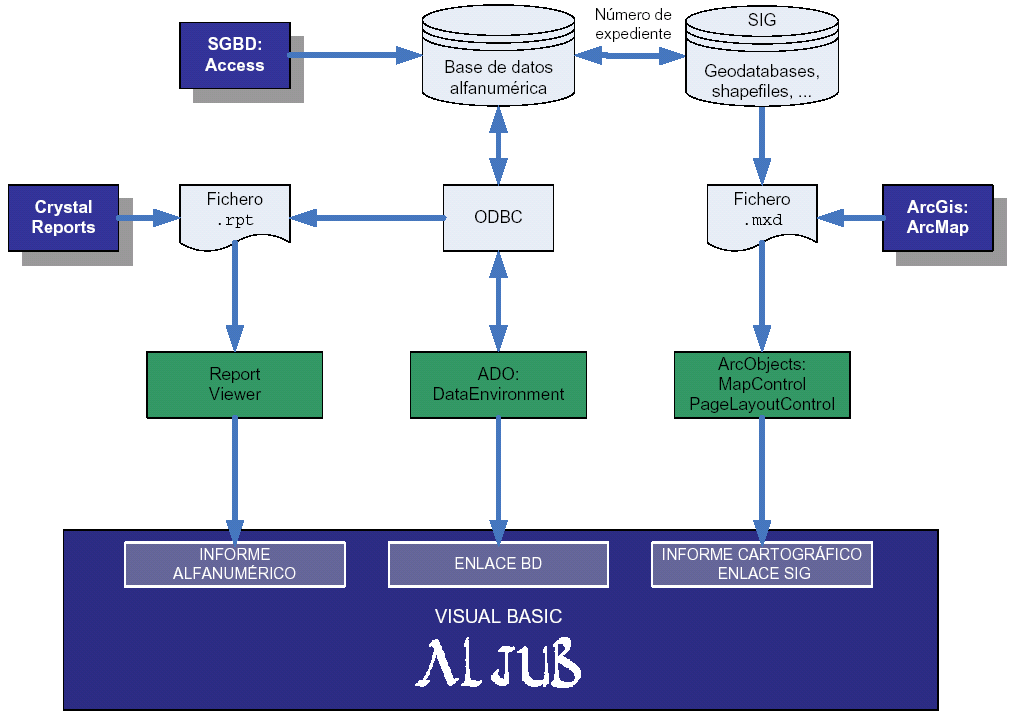 SGBD:
Access
Base de datos
alfanumérica
Número de
expediente
SIG
Geodatabases,
shapefiles, ...
Crystal
Reports
Fichero
.rpt
ODBC
Fichero
.mxd
ArcGis:
ArcMap
Report
Viewer
ADO:
DataEnvironment
ArcObjects:
MapControl
PageLayoutControl
INFORME
ALFANUMÉRICO
ENLACE BD
INFORME CARTOGRÁFICO
ENLACE SIG
VISUAL BASIC
ALJUB